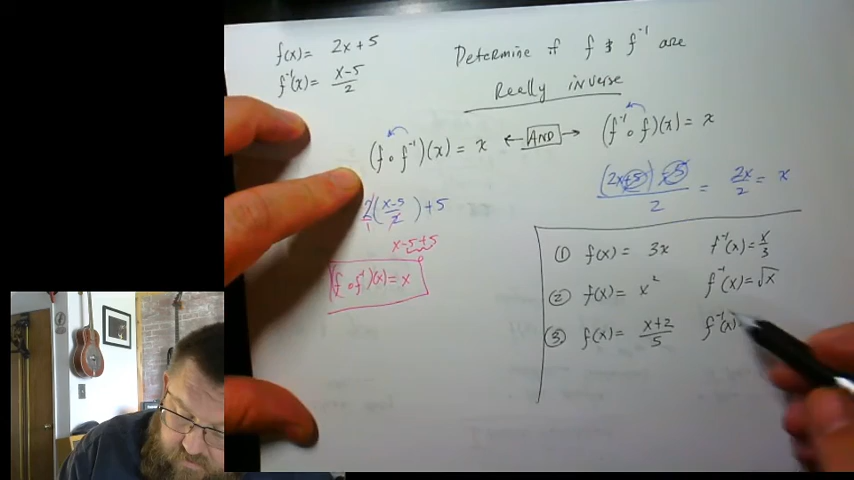 f(x) = 2x + 5
f⁻¹(x) = (x-5)/2
Determine if f & f⁻¹ are
Really inverse
(f ∘ f⁻¹)(x) = x ← AND → (f⁻¹ ∘ f)(x) = x
2((x-5)/2) + 5
x-5+5
0
(f ∘ f⁻¹)(x) = x
((2x+5) - 5)/2 = 2x/2 = x
① f(x) = 3x f⁻¹(x) = x/3
② f(x) = x² f⁻¹(x) = √x
③ f(x) = (x+2)/5 f⁻¹(x) =